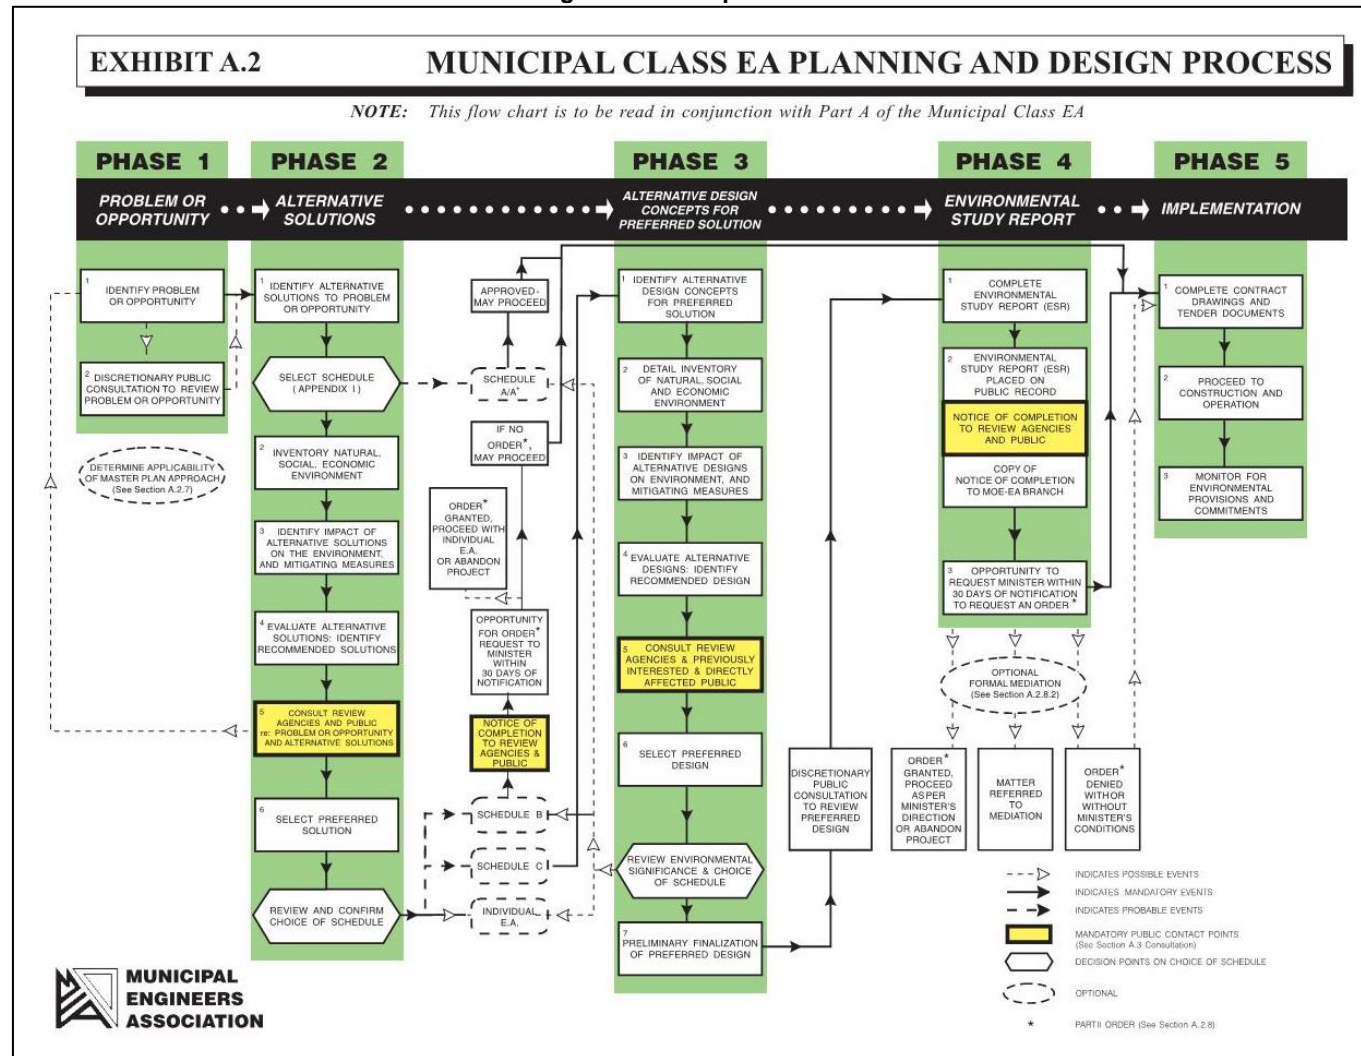 EXHIBIT A.2
MUNICIPAL CLASS EA PLANNING AND DESIGN PROCESS
NOTE: This flow chart is to be read in conjunction with Part A of the Municipal Class EA
PHASE 1
PROBLEM OR
OPPORTUNITY
1 IDENTIFY PROBLEM
OR OPPORTUNITY
2 DISCRETIONARY PUBLIC
CONSULTATION TO REVIEW
PROBLEM OR OPPORTUNITY
DETERMINE APPLICABILITY
OF MASTER PLAN APPROACH
(See Section A.2.7)
PHASE 2
ALTERNATIVE
SOLUTIONS
1 IDENTIFY ALTERNATIVE
SOLUTIONS TO PROBLEM
OR OPPORTUNITY
SELECT SCHEDULE
(APPENDIX I)
2 INVENTORY NATURAL,
SOCIAL, ECONOMIC
ENVIRONMENT
3 IDENTIFY IMPACT OF
ALTERNATIVE SOLUTIONS
ON THE ENVIRONMENT,
AND MITIGATING MEASURES
4 EVALUATE ALTERNATIVE
SOLUTIONS: IDENTIFY
RECOMMENDED SOLUTIONS
5 CONSULT REVIEW
AGENCIES AND PUBLIC
re: PROBLEM OR OPPORTUNITY
AND ALTERNATIVE SOLUTIONS
6 SELECT PREFERRED
SOLUTION
REVIEW AND CONFIRM
CHOICE OF SCHEDULE
APPROVED-
MAY PROCEED
SCHEDULE
A/A+
IF NO
ORDER*,
MAY PROCEED
ORDER*
GRANTED,
PROCEED WITH
INDIVIDUAL
E.A.
OR ABANDON
PROJECT
OPPORTUNITY
FOR ORDER*
REQUEST TO
MINISTER
WITHIN
30 DAYS OF
NOTIFICATION
NOTICE OF
COMPLETION
TO REVIEW
AGENCIES &
PUBLIC
SCHEDULE B
SCHEDULE C
INDIVIDUAL
E.A.
PHASE 3
ALTERNATIVE DESIGN
CONCEPTS FOR
PREFERRED SOLUTION
1 IDENTIFY ALTERNATIVE
DESIGN CONCEPTS
FOR PREFERRED
SOLUTION
2 DETAIL INVENTORY
OF NATURAL, SOCIAL
AND ECONOMIC
ENVIRONMENT
3 IDENTIFY IMPACT OF
ALTERNATIVE DESIGNS
ON ENVIRONMENT, AND
MITIGATING MEASURES
4 EVALUATE ALTERNATIVE
DESIGNS: IDENTIFY
RECOMMENDED DESIGN
5 CONSULT REVIEW
AGENCIES & PREVIOUSLY
INTERESTED & DIRECTLY
AFFECTED PUBLIC
6 SELECT PREFERRED
DESIGN
REVIEW ENVIRONMENTAL
SIGNIFICANCE & CHOICE
OF SCHEDULE
7 PRELIMINARY FINALIZATION
OF PREFERRED DESIGN
DISCRETIONARY
PUBLIC
CONSULTATION
TO REVIEW
PREFERRED
DESIGN
PHASE 4
ENVIRONMENTAL
STUDY REPORT
1 COMPLETE
ENVIRONMENTAL
STUDY REPORT (ESR)
2 ENVIRONMENTAL
STUDY REPORT (ESR)
PLACED ON
PUBLIC RECORD
NOTICE OF COMPLETION
TO REVIEW AGENCIES
AND PUBLIC
COPY OF
NOTICE OF COMPLETION
TO MOE-EA BRANCH
3 OPPORTUNITY TO
REQUEST MINISTER WITHIN
30 DAYS OF NOTIFICATION
TO REQUEST AN ORDER*
OPTIONAL
FORMAL MEDIATION
(See Section A.2.8.2)
ORDER*
GRANTED,
PROCEED
AS PER
MINISTER'S
DIRECTION
OR ABANDON
PROJECT
MATTER
REFERRED
TO
MEDIATION
ORDER*
DENIED
WITH OR
WITHOUT
MINISTER'S
CONDITIONS
PHASE 5
IMPLEMENTATION
1 COMPLETE CONTRACT
DRAWINGS AND
TENDER DOCUMENTS
2 PROCEED TO
CONSTRUCTION AND
OPERATION
3 MONITOR FOR
ENVIRONMENTAL
PROVISIONS AND
COMMITMENTS
INDICATES POSSIBLE EVENTS
INDICATES MANDATORY EVENTS
INDICATES PROBABLE EVENTS
MANDATORY PUBLIC CONTACT POINTS
(See Section A.3 Consultation)
DECISION POINTS ON CHOICE OF SCHEDULE
OPTIONAL
* PART II ORDER (See Section A.2.8)
MUNICIPAL
ENGINEERS
ASSOCIATION